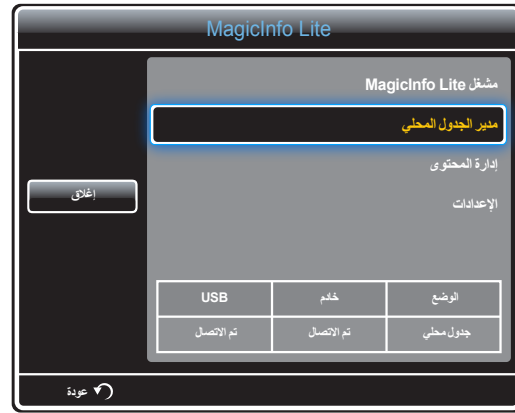 MagicInfo Lite
مشغل MagicInfo Lite
مدير الجدول المحلي
إدارة المحتوى
الإعدادات
إغلاق
الوضع خادم USB
جدول محلي تم الاتصال تم الاتصال
عودة